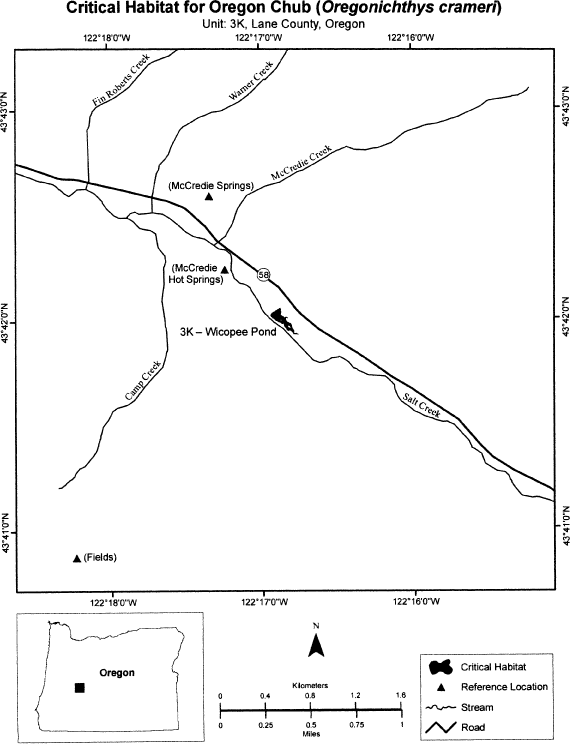 Critical Habitat for Oregon Chub (Oregonichthys crameri)
Unit: 3K, Lane County, Oregon
122°18'0"W
122°17'0"W
122°16'0"W
43°43'0"N
43°43'0"N
Fin Roberts Creek
Warner Creek
McCredie Creek
(McCredie Springs)
(McCredie
Hot Springs)
58
43°42'0"N
43°42'0"N
3K – Wicopee Pond
Camp Creek
Salt Creek
43°41'0"N
43°41'0"N
(Fields)
122°18'0"W
122°17'0"W
122°16'0"W
Oregon
N
Kilometers
0 0.4 0.8 1.2 1.6
0 0.25 0.5 0.75 1
Miles
Critical Habitat
Reference Location
Stream
Road